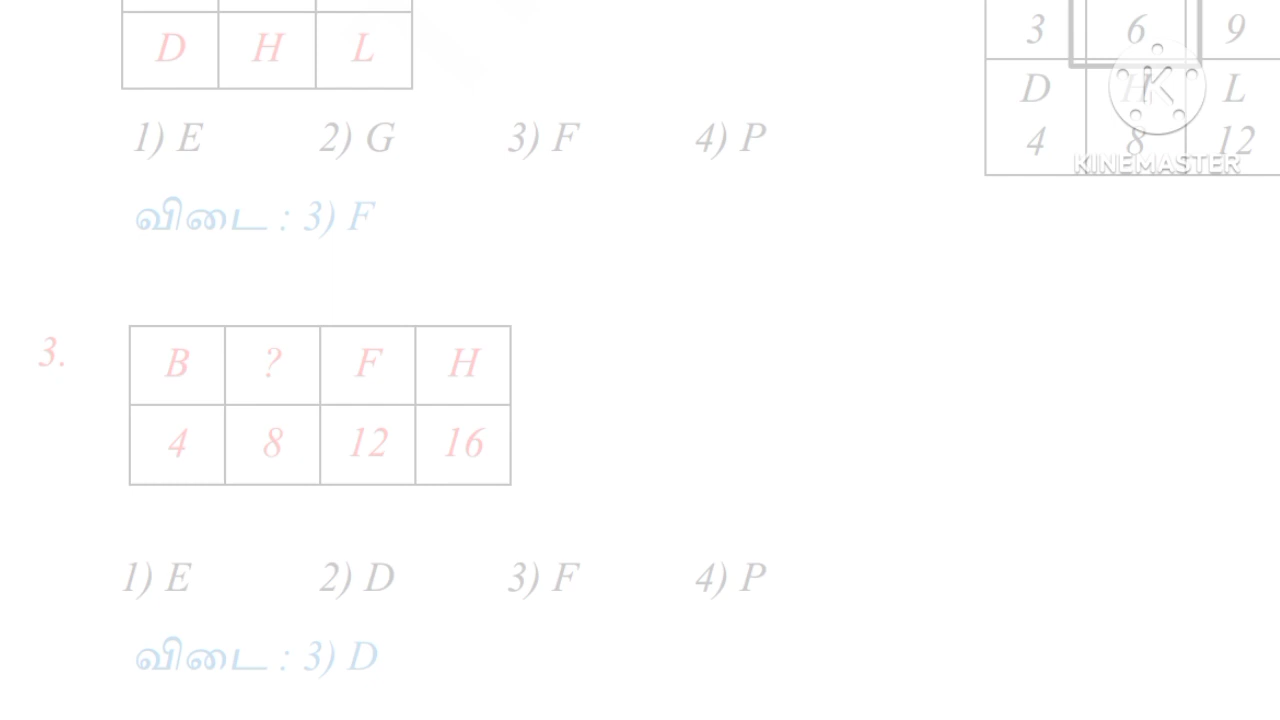 D H L
3 6 9
D H L
4 8 12
KINEMASTER
1) E 2) G 3) F 4) P
விடை : 3) F
3. B ? F H
4 8 12 16
1) E 2) D 3) F 4) P
விடை : 3) D